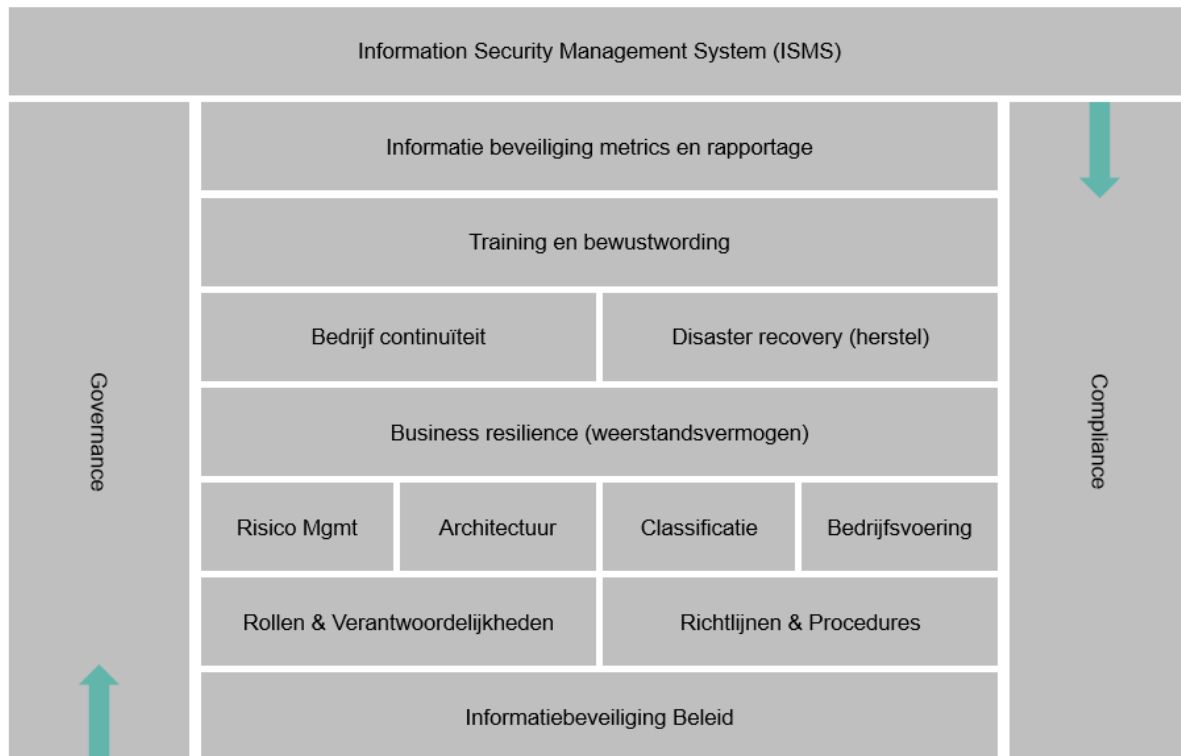 Information Security Management System (ISMS)
Informatie beveiliging metrics en rapportage
Training en bewustwording
Bedrijf continuïteit
Disaster recovery (herstel)
Governance
Compliance
Business resilience (weerstandsvermogen)
Risico Mgmt
Architectuur
Classificatie
Bedrijfsvoering
Rollen & Verantwoordelijkheden
Richtlijnen & Procedures
Informatiebeveiliging Beleid